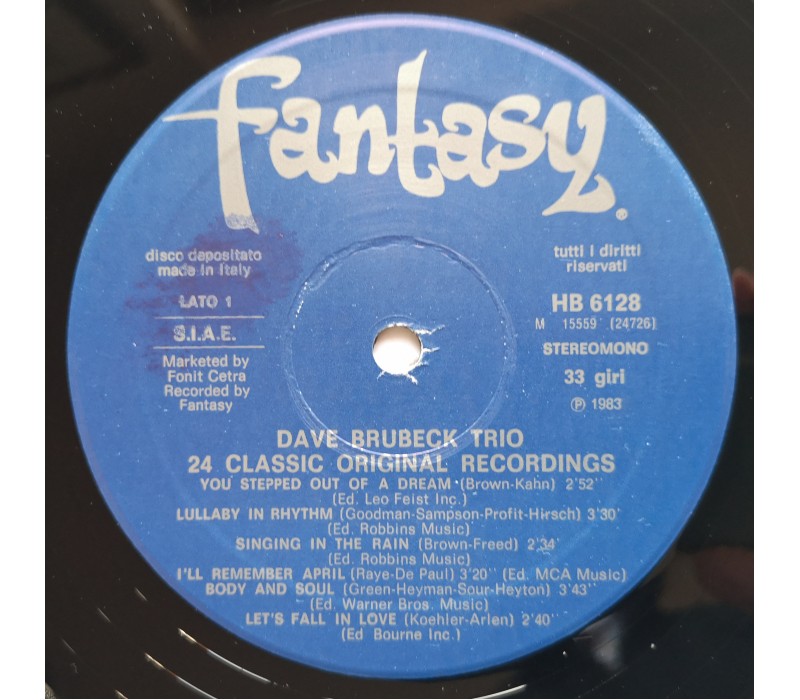 fantasy®
disco depositato
made in Italy
LATO 1
S.I.A.E.
Marketed by
Fonit Cetra
Recorded by
Fantasy
tutti i diritti
riservati
HB 6128
M 15559 (24726)
STEREOMONO
33 giri
℗ 1983
DAVE BRUBECK TRIO
24 CLASSIC ORIGINAL RECORDINGS
YOU STEPPED OUT OF A DREAM (Brown-Kahn) 2'52''
(Ed. Leo Feist Inc.)
LULLABY IN RHYTHM (Goodman-Sampson-Profit-Hirsch) 3'30'
(Ed. Robbins Music)
SINGING IN THE RAIN (Brown-Freed) 2'34'
(Ed. Robbins Music)
I'LL REMEMBER APRIL (Raye-De Paul) 3'20'' (Ed. MCA Music)
BODY AND SOUL (Green-Heyman-Sour-Heyton) 3'43''
(Ed. Warner Bros. Music)
LET'S FALL IN LOVE (Koehler-Arlen) 2'40''
(Ed Bourne Inc.)